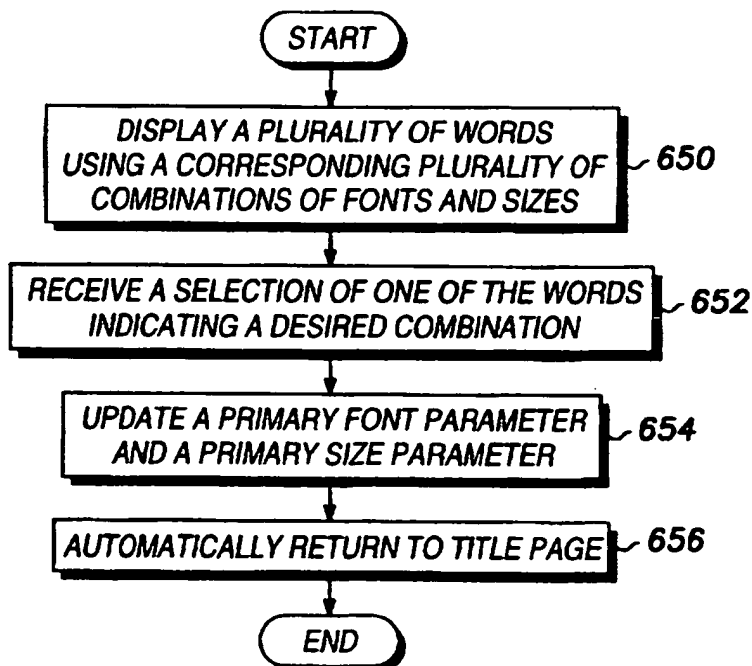 START
DISPLAY A PLURALITY OF WORDS
USING A CORRESPONDING PLURALITY OF
COMBINATIONS OF FONTS AND SIZES
650
RECEIVE A SELECTION OF ONE OF THE WORDS
INDICATING A DESIRED COMBINATION
652
UPDATE A PRIMARY FONT PARAMETER
AND A PRIMARY SIZE PARAMETER
654
AUTOMATICALLY RETURN TO TITLE PAGE
656
END